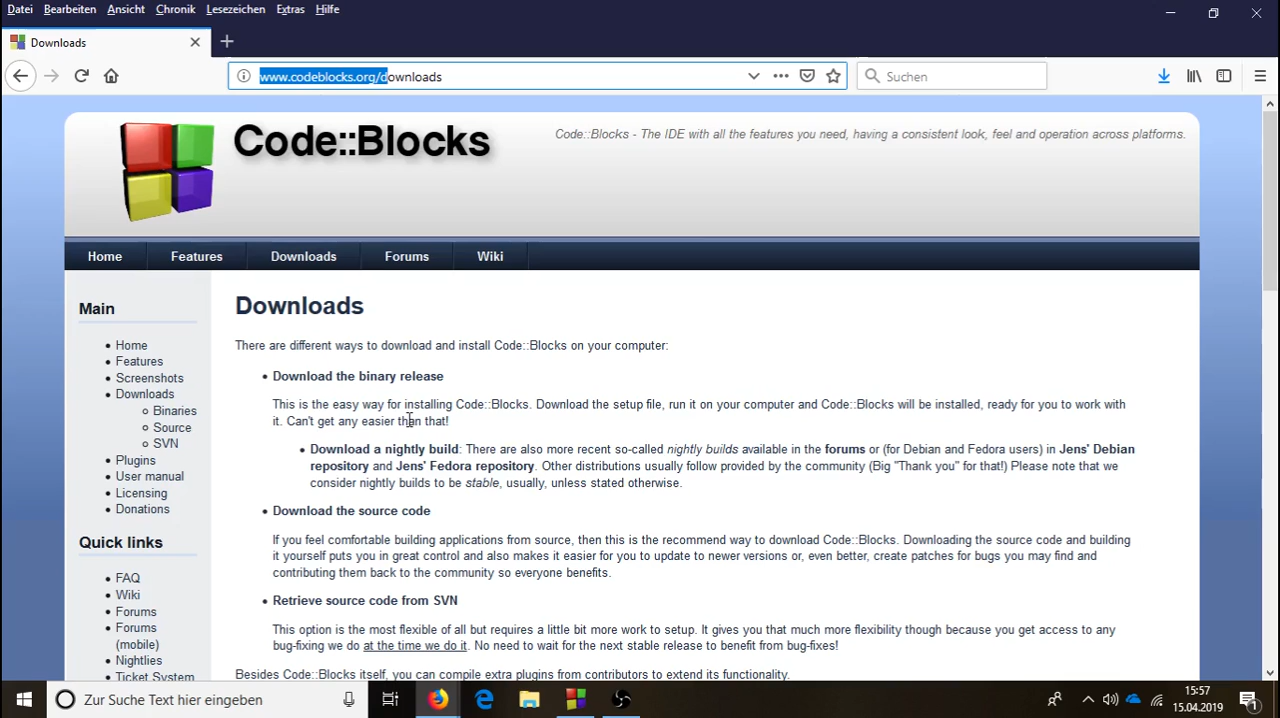 Datei Bearbeiten Ansicht Chronik Lesezeichen Extras Hilfe
Downloads
www.codeblocks.org/downloads
Suchen
Code::Blocks
Code::Blocks - The IDE with all the features you need, having a consistent look, feel and operation across platforms.
Home Features Downloads Forums Wiki
Main
Home
Features
Screenshots
Downloads
Binaries
Source
SVN
Plugins
User manual
Licensing
Donations
Quick links
FAQ
Wiki
Forums
Forums
(mobile)
Nightlies
Ticket System
Downloads
There are different ways to download and install Code::Blocks on your computer:
Download the binary release
This is the easy way for installing Code::Blocks. Download the setup file, run it on your computer and Code::Blocks will be installed, ready for you to work with
it. Can't get any easier then that!
Download a nightly build: There are also more recent so-called nightly builds available in the forums or (for Debian and Fedora users) in Jens' Debian
repository and Jens' Fedora repository. Other distributions usually follow provided by the community (Big "Thank you" for that!) Please note that we
consider nightly builds to be stable, usually, unless stated otherwise.
Download the source code
If you feel comfortable building applications from source, then this is the recommend way to download Code::Blocks. Downloading the source code and building
it yourself puts you in great control and also makes it easier for you to update to newer versions or, even better, create patches for bugs you may find and
contributing them back to the community so everyone benefits.
Retrieve source code from SVN
This option is the most flexible of all but requires a little bit more work to setup. It gives you that much more flexibility though because you get access to any
bug-fixing we do at the time we do it. No need to wait for the next stable release to benefit from bug-fixes!
Besides Code::Blocks itself, you can compile extra plugins from contributors to extend its functionality.
Zur Suche Text hier eingeben
15:57
15.04.2019
1